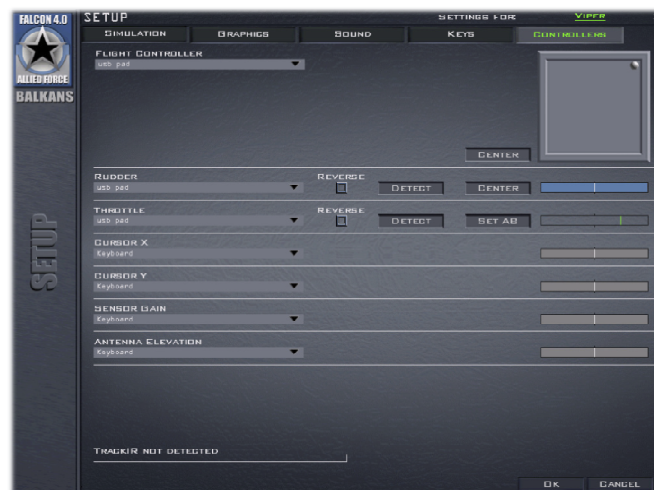 FALCON 4.0
ALLIED FORCE
BALKANS
SETUP
SETUP
SETTINGS FOR
VIPER
SIMULATION
GRAPHICS
SOUND
KEYS
CONTROLLERS
FLIGHT CONTROLLER
usb pad
CENTER
RUDDER
usb pad
REVERSE
DETECT
CENTER
THROTTLE
usb pad
REVERSE
DETECT
SET AB
CURSOR X
Keyboard
CURSOR Y
Keyboard
SENSOR GAIN
Keyboard
ANTENNA ELEVATION
Keyboard
TRACKIR NOT DETECTED
OK
CANCEL